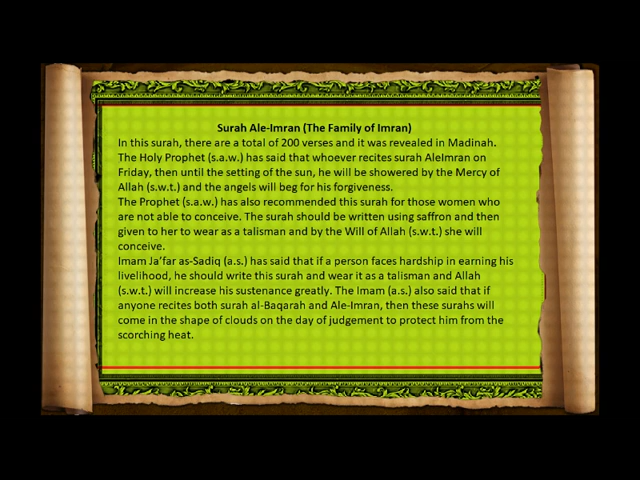 Surah Ale-Imran (The Family of Imran)
In this surah, there are a total of 200 verses and it was revealed in Madinah.
The Holy Prophet (s.a.w.) has said that whoever recites surah AleImran on
Friday, then until the setting of the sun, he will be showered by the Mercy of
Allah (s.w.t.) and the angels will beg for his forgiveness.
The Prophet (s.a.w.) has also recommended this surah for those women who
are not able to conceive. The surah should be written using saffron and then
given to her to wear as a talisman and by the Will of Allah (s.w.t.) she will
conceive.
Imam Ja’far as-Sadiq (a.s.) has said that if a person faces hardship in earning his
livelihood, he should write this surah and wear it as a talisman and Allah
(s.w.t.) will increase his sustenance greatly. The Imam (a.s.) also said that if
anyone recites both surah al-Baqarah and Ale-Imran, then these surahs will
come in the shape of clouds on the day of judgement to protect him from the
scorching heat.